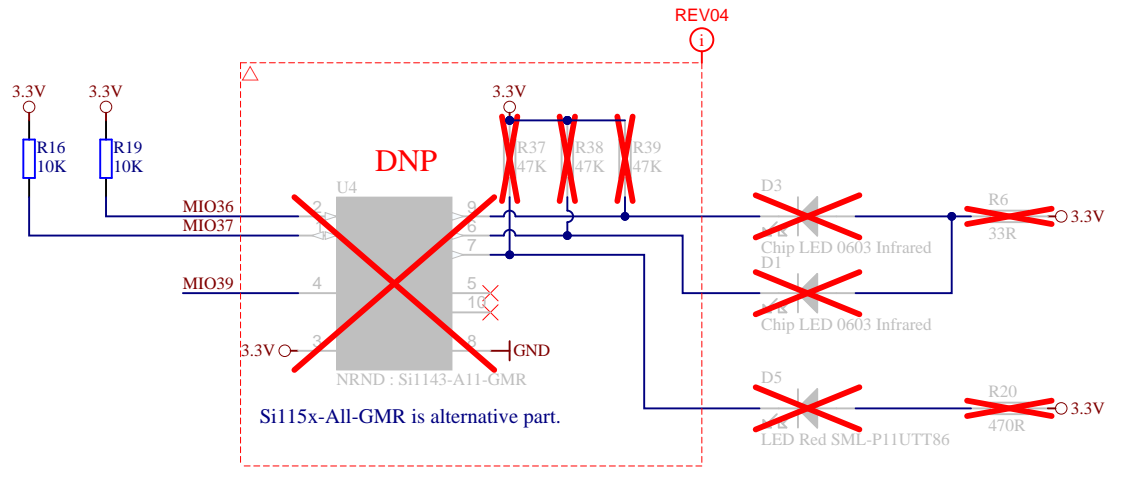 REV04
i
3.3V
3.3V
3.3V
R16
10K
R19
10K
DNP
R37
47K
R38
47K
R39
47K
U4
MIO36
2
9
MIO37
1
6
7
MIO39
4
5
10
3.3V
3
8
GND
NRND : Si1143-A11-GMR
Si115x-All-GMR is alternative part.
D3
Chip LED 0603 Infrared
R6
33R
3.3V
D1
Chip LED 0603 Infrared
D5
LED Red SML-P11UTT86
R20
470R
3.3V